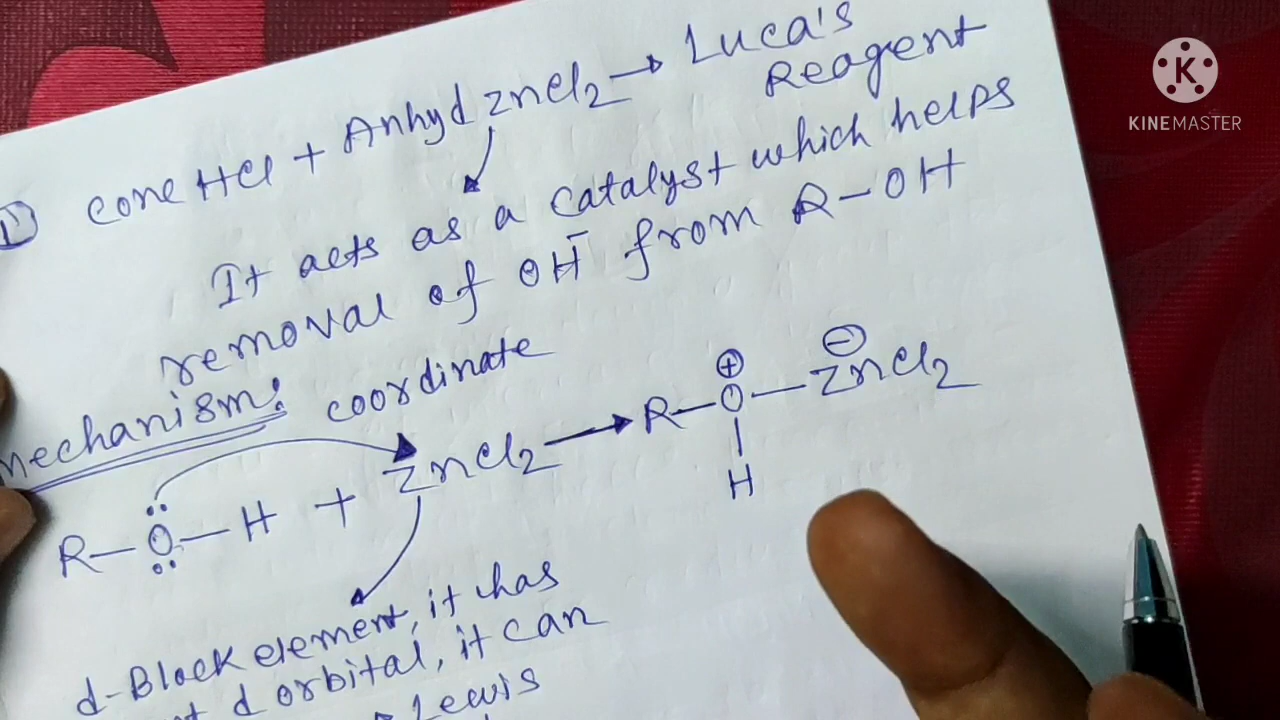 1) conc HCl + Anhyd ZnCl2 → Luca's Reagent
It acts as a catalyst which helps
removal of OH⁻ from R-OH
mechanism:
coordinate
R-O-H + ZnCl2 → R-O-ZnCl2
⊕ ⊖
H
d-Block element, it has
d orbital, it can
Lewis
K
KINEMASTER